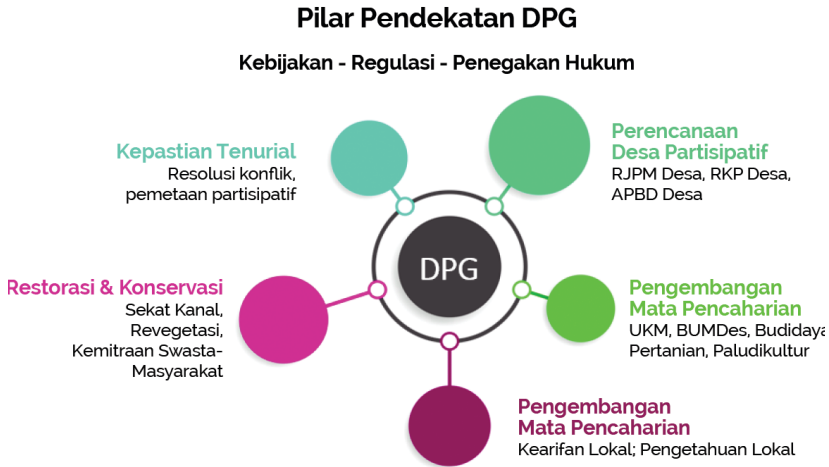 Pilar Pendekatan DPG
Kebijakan - Regulasi - Penegakan Hukum
Kepastian Tenurial
Resolusi konflik,
pemetaan partisipatif
Perencanaan
Desa Partisipatif
RJPM Desa, RKP Desa,
APBD Desa
DPG
Restorasi & Konservasi
Sekat Kanal,
Revegetasi,
Kemitraan Swasta-
Masyarakat
Pengembangan
Mata Pencaharian
UKM, BUMDes, Budidaya
Pertanian, Paludikultur
Pengembangan
Mata Pencaharian
Kearifan Lokal; Pengetahuan Lokal